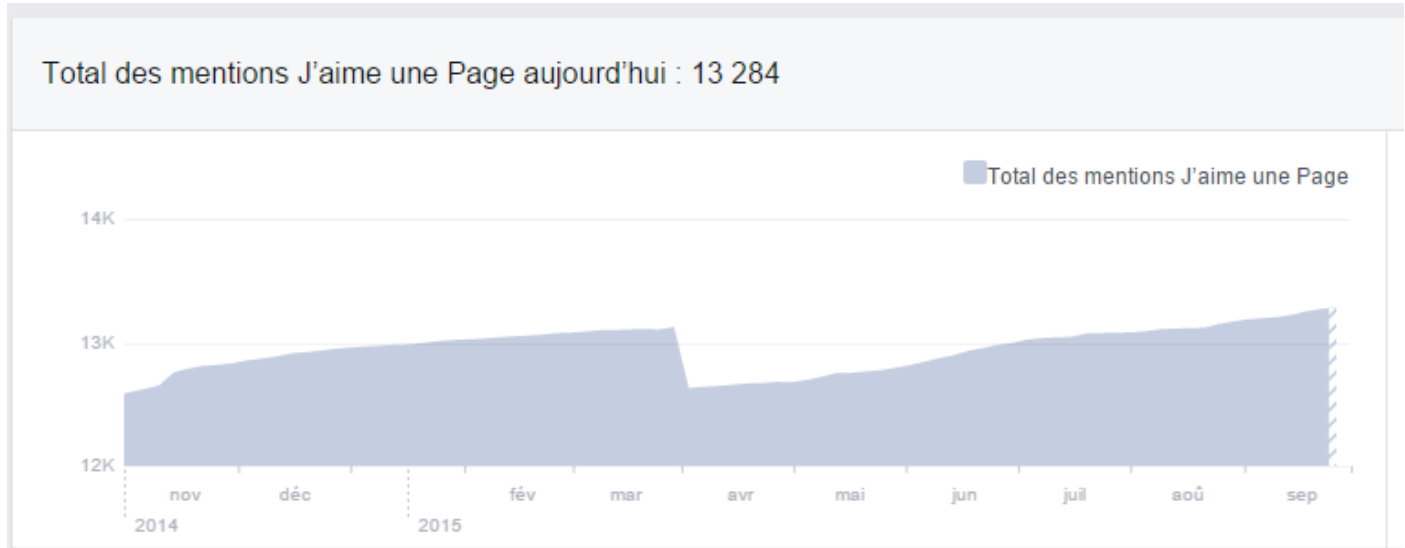 Total des mentions J’aime une Page aujourd’hui : 13 284
Total des mentions J’aime une Page
14K
13K
12K
nov déc fév mar avr mai jun juil aoû sep
2014 2015